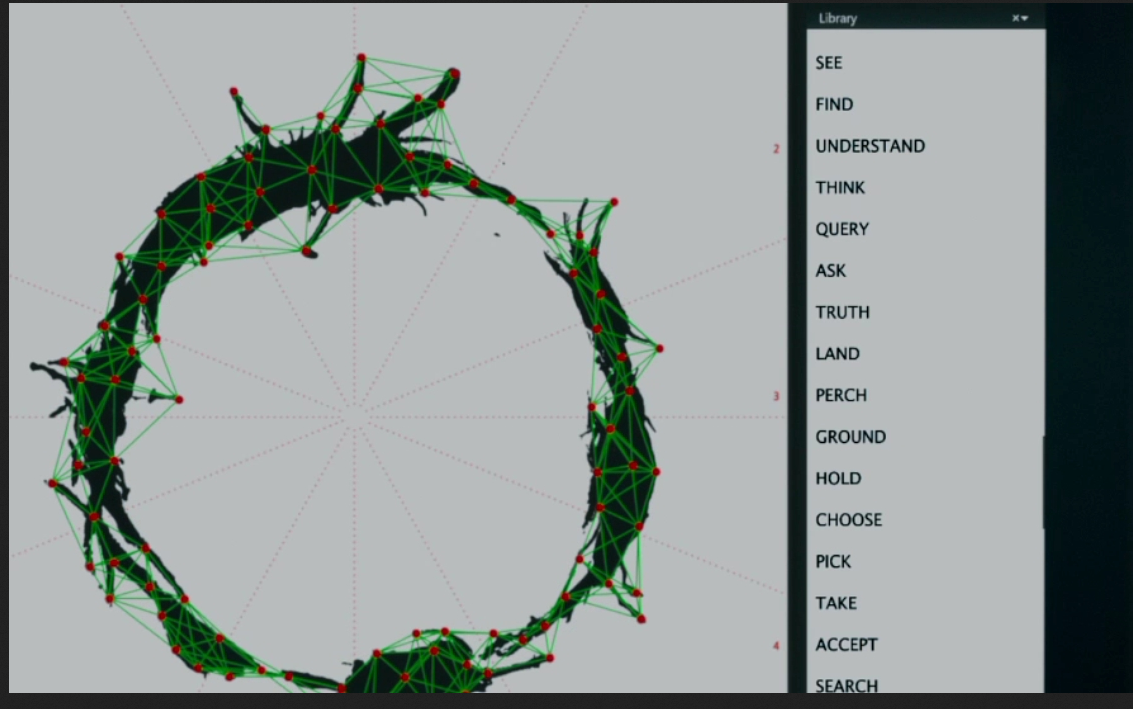 Library
SEE
FIND
UNDERSTAND
THINK
QUERY
ASK
TRUTH
LAND
PERCH
GROUND
HOLD
CHOOSE
PICK
TAKE
ACCEPT
SEARCH
2
3
4